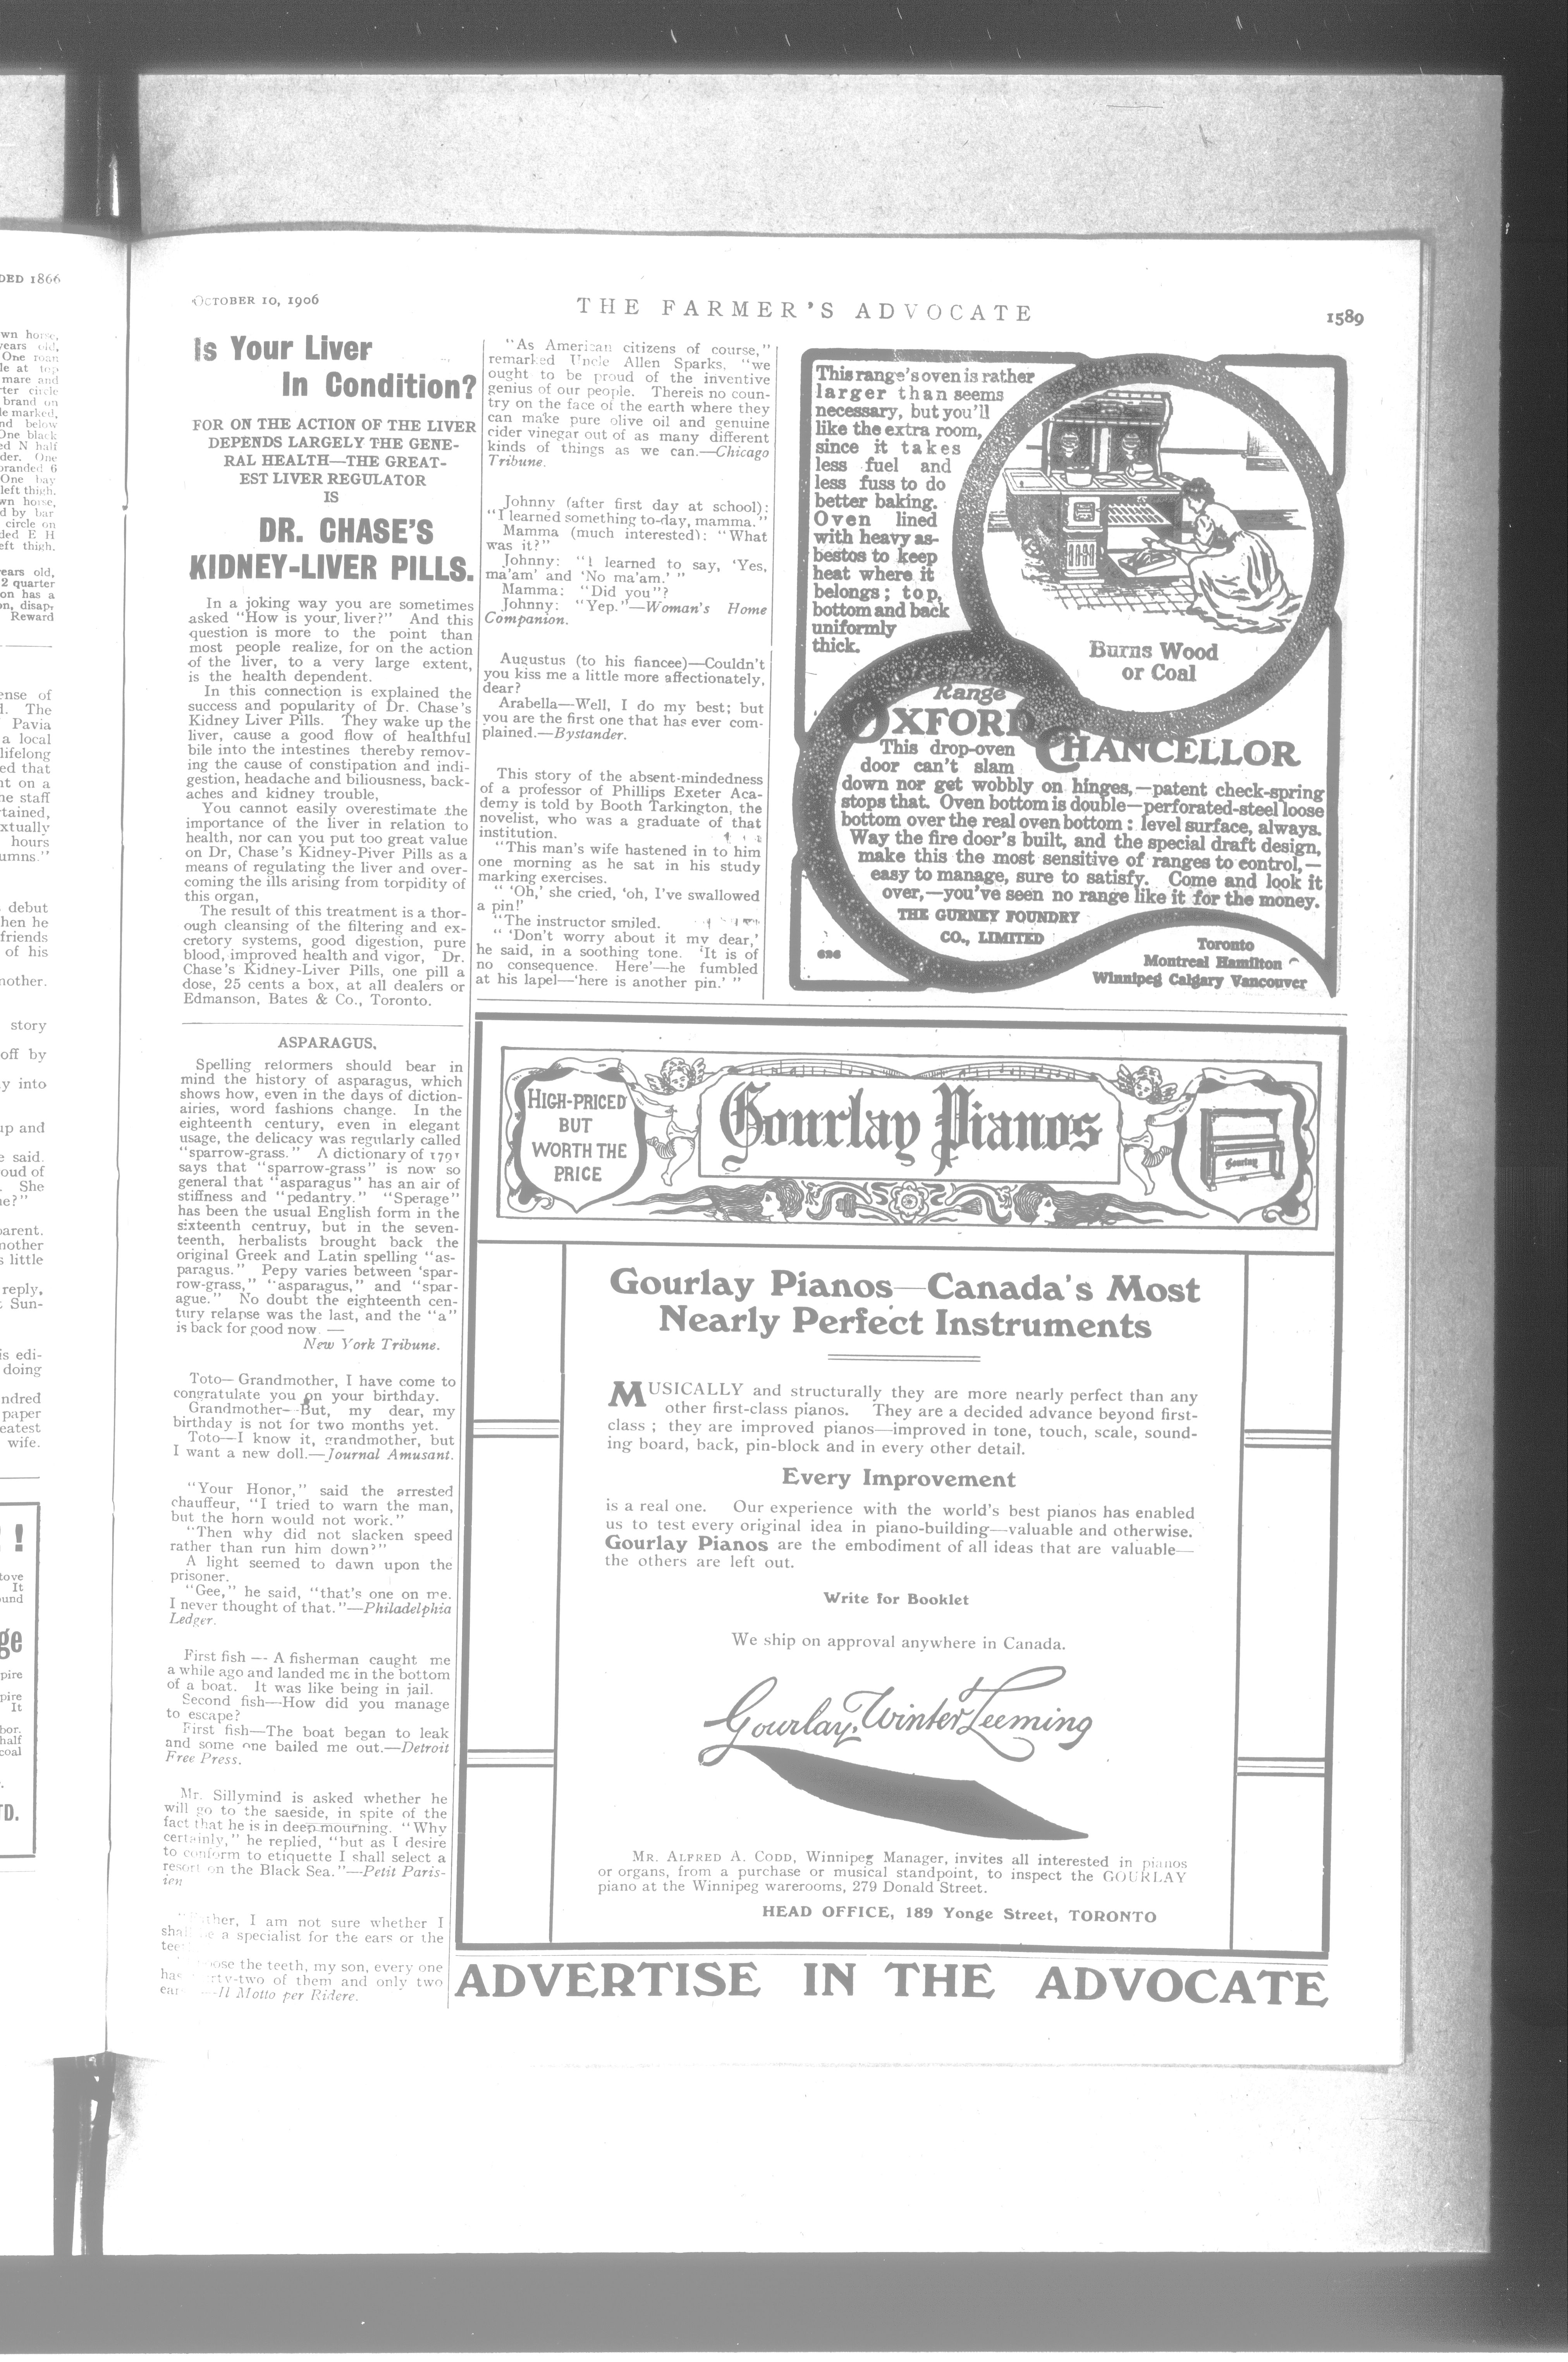 OCTOBER 10, 1906
THE FARMER'S ADVOCATE
1589
Is Your Liver
In Condition?
FOR ON THE ACTION OF THE LIVER
DEPENDS LARGELY THE GENE-
RAL HEALTH—THE GREAT-
EST LIVER REGULATOR
IS
DR. CHASE'S
KIDNEY-LIVER PILLS.
In a joking way you are sometimes
asked "How is your liver?" And this
question is more to the point than
most people realize, for on the action
of the liver, to a very large extent,
is the health dependent.
In this connection is explained the
success and popularity of Dr. Chase's
Kidney Liver Pills. They wake up the
liver, cause a good flow of healthful
bile into the intestines thereby remov-
ing the cause of constipation and indi-
gestion, headache and biliousness, back-
aches and kidney trouble,
You cannot easily overestimate the
importance of the liver in relation to
health, nor can you put too great value
on Dr, Chase's Kidney-Piver Pills as a
means of regulating the liver and over-
coming the ills arising from torpidity of
this organ,
The result of this treatment is a thor-
ough cleansing of the filtering and ex-
cretory systems, good digestion, pure
blood, improved health and vigor, Dr.
Chase's Kidney-Liver Pills, one pill a
dose, 25 cents a box, at all dealers or
Edmanson, Bates & Co., Toronto.
ASPARAGUS.
Spelling retormers should bear in
mind the history of asparagus, which
shows how, even in the days of diction-
airies, word fashions change. In the
eighteenth century, even in elegant
usage, the delicacy was regularly called
"sparrow-grass." A dictionary of 1791
says that "sparrow-grass" is now so
general that "asparagus" has an air of
stiffness and "pedantry." "Sperage"
has been the usual English form in the
sixteenth centruy, but in the seven-
teenth, herbalists brought back the
original Greek and Latin spelling "as-
paragus." Pepy varies between 'spar-
row-grass," "asparagus," and "spar-
ague." No doubt the eighteenth cen-
tury relapse was the last, and the "a"
is back for good now —
New York Tribune.
Toto—Grandmother, I have come to
congratulate you on your birthday.
Grandmother—But, my dear, my
birthday is not for two months yet.
Toto—I know it, grandmother, but
I want a new doll.—Journal Amusant.
"Your Honor," said the arrested
chauffeur, "I tried to warn the man,
but the horn would not work."
"Then why did not slacken speed
rather than run him down?"
A light seemed to dawn upon the
prisoner.
"Gee," he said, "that's one on me.
I never thought of that."—Philadelphia
Ledger.
First fish—A fisherman caught me
a while ago and landed me in the bottom
of a boat. It was like being in jail.
Second fish—How did you manage
to escape?
First fish—The boat began to leak
and some one bailed me out.—Detroit
Free Press.
Mr. Sillymind is asked whether he
will go to the saeside, in spite of the
fact that he is in deep mourning. "Why
certainly," he replied, "but as I desire
to conform to etiquette I shall select a
resort on the Black Sea."—Petit Paris-
ien
I am not sure whether I
a specialist for the ears or the
the teeth, my son, every one
has of them and only two
—Il Motto per Ridere.
"As American citizens of course,"
remarked Uncle Allen Sparks, "we
ought to be proud of the inventive
genius of our people. Thereis no coun-
try on the face of the earth where they
can make pure olive oil and genuine
cider vinegar out of as many different
kinds of things as we can.—Chicago
Tribune.
Johnny (after first day at school):
"I learned something to-day, mamma."
Mamma (much interested): "What
was it?"
Johnny: "I learned to say, 'Yes,
ma'am' and 'No ma'am.' "
Mamma: "Did you"?
Johnny: "Yep."—Woman's Home
Companion.
Augustus (to his fiancee)—Couldn't
you kiss me a little more affectionately,
dear?
Arabella—Well, I do my best; but
you are the first one that has ever com-
plained.—Bystander.
This story of the absent-mindedness
of a professor of Phillips Exeter Aca-
demy is told by Booth Tarkington, the
novelist, who was a graduate of that
institution.
"This man's wife hastened in to him
one morning as he sat in his study
marking exercises.
" 'Oh,' she cried, 'oh, I've swallowed
a pin!'
"The instructor smiled.
" 'Don't worry about it my dear,'
he said, in a soothing tone. 'It is of
no consequence. Here'—he fumbled
at his lapel—'here is another pin.' "
This range's oven is rather
larger than seems
necessary, but you'll
like the extra room,
since it takes
less fuel and
less fuss to do
better baking.
Oven lined
with heavy as-
bestos to keep
heat where it
belongs; top,
bottom and back
uniformly
thick.
Burns Wood
or Coal
Range
OXFORD
CHANCELLOR
This drop-oven
door can't slam
down nor get wobbly on hinges,—patent check-spring
stops that. Oven bottom is double—perforated-steel loose
bottom over the real oven bottom: level surface, always.
Way the fire door's built, and the special draft design,
make this the most sensitive of ranges to control,—
easy to manage, sure to satisfy. Come and look it
over,—you've seen no range like it for the money.
THE GURNEY FOUNDRY
CO., LIMITED
Toronto
Montreal Hamilton
Winnipeg Calgary Vancouver
626
HIGH-PRICED
BUT
WORTH THE
PRICE
Gourlay Pianos
Gourlay
Gourlay Pianos—Canada's Most
Nearly Perfect Instruments
MUSICALLY and structurally they are more nearly perfect than any
other first-class pianos. They are a decided advance beyond first-
class; they are improved pianos—improved in tone, touch, scale, sound-
ing board, back, pin-block and in every other detail.
Every Improvement
is a real one. Our experience with the world's best pianos has enabled
us to test every original idea in piano-building—valuable and otherwise.
Gourlay Pianos are the embodiment of all ideas that are valuable—
the others are left out.
Write for Booklet
We ship on approval anywhere in Canada.
Gourlay, Winter Leeming
MR. ALFRED A. CODD, Winnipeg Manager, invites all interested in pianos
or organs, from a purchase or musical standpoint, to inspect the GOURLAY
piano at the Winnipeg warerooms, 279 Donald Street.
HEAD OFFICE, 189 Yonge Street, TORONTO
ADVERTISE IN THE ADVOCATE